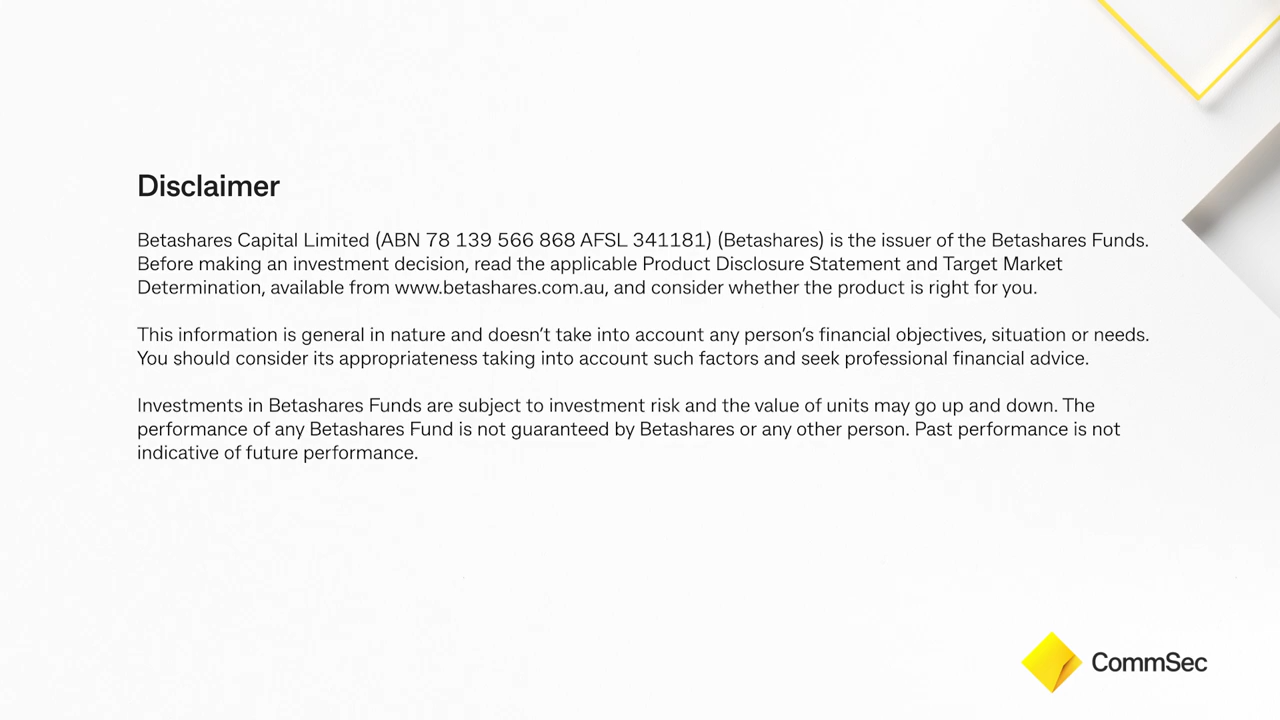 Disclaimer
Betashares Capital Limited (ABN 78 139 566 868 AFSL 341181) (Betashares) is the issuer of the Betashares Funds.
Before making an investment decision, read the applicable Product Disclosure Statement and Target Market
Determination, available from www.betashares.com.au, and consider whether the product is right for you.
This information is general in nature and doesn’t take into account any person’s financial objectives, situation or needs.
You should consider its appropriateness taking into account such factors and seek professional financial advice.
Investments in Betashares Funds are subject to investment risk and the value of units may go up and down. The
performance of any Betashares Fund is not guaranteed by Betashares or any other person. Past performance is not
indicative of future performance.
CommSec